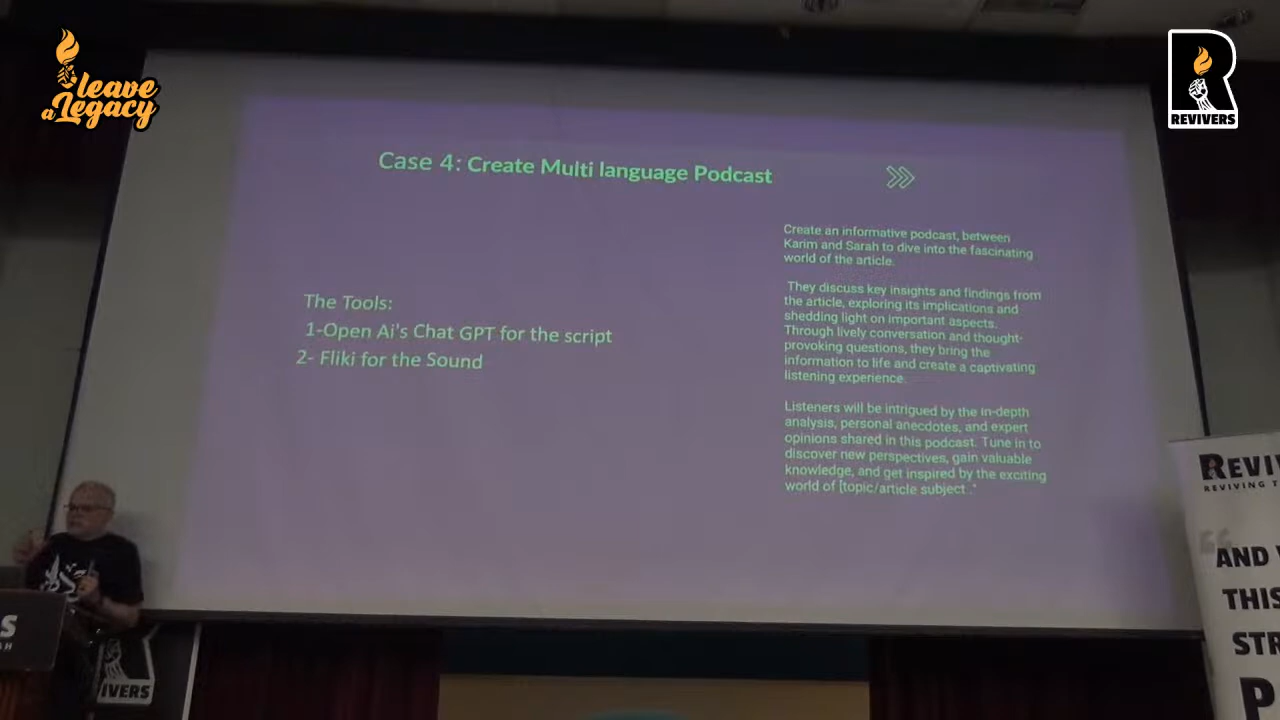 leave
a Legacy
R
REVIVERS
Case 4: Create Multi language Podcast
The Tools:
1-Open Ai's Chat GPT for the script
2- Fliki for the Sound
Create an informative podcast, between
Karim and Sarah to dive into the fascinating
world of the article.
They discuss key insights and findings from
the article, exploring its implications and
shedding light on important aspects.
Through lively conversation and thought-
provoking questions, they bring the
information to life and create a captivating
listening experience.
Listeners will be intrigued by the in-depth
analysis, personal anecdotes, and expert
opinions shared in this podcast. Tune in to
discover new perspectives, gain valuable
knowledge, and get inspired by the exciting
world of [topic/article subject ."
REVI
REVIVING T
“
AND
THIS
STR
P
S
AH
IVERS